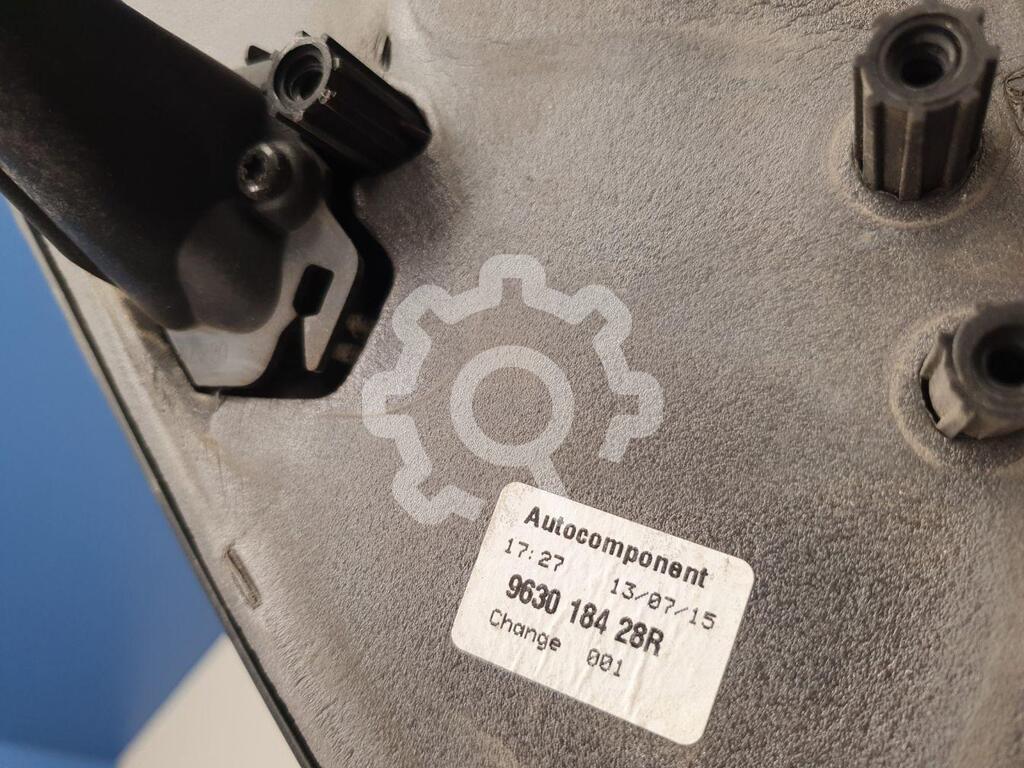 Autocomponent
17:27 13/07/15
9630 184 28R
Change 001